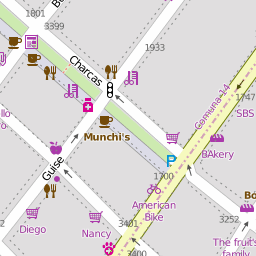 1801
3399
Charcas
1933
Comuna 14
1747
SBS
Munchi's
BAkery
Guise
1700
American
Bike
Diego
Nancy
3401
3400
3252
The fruit's
family